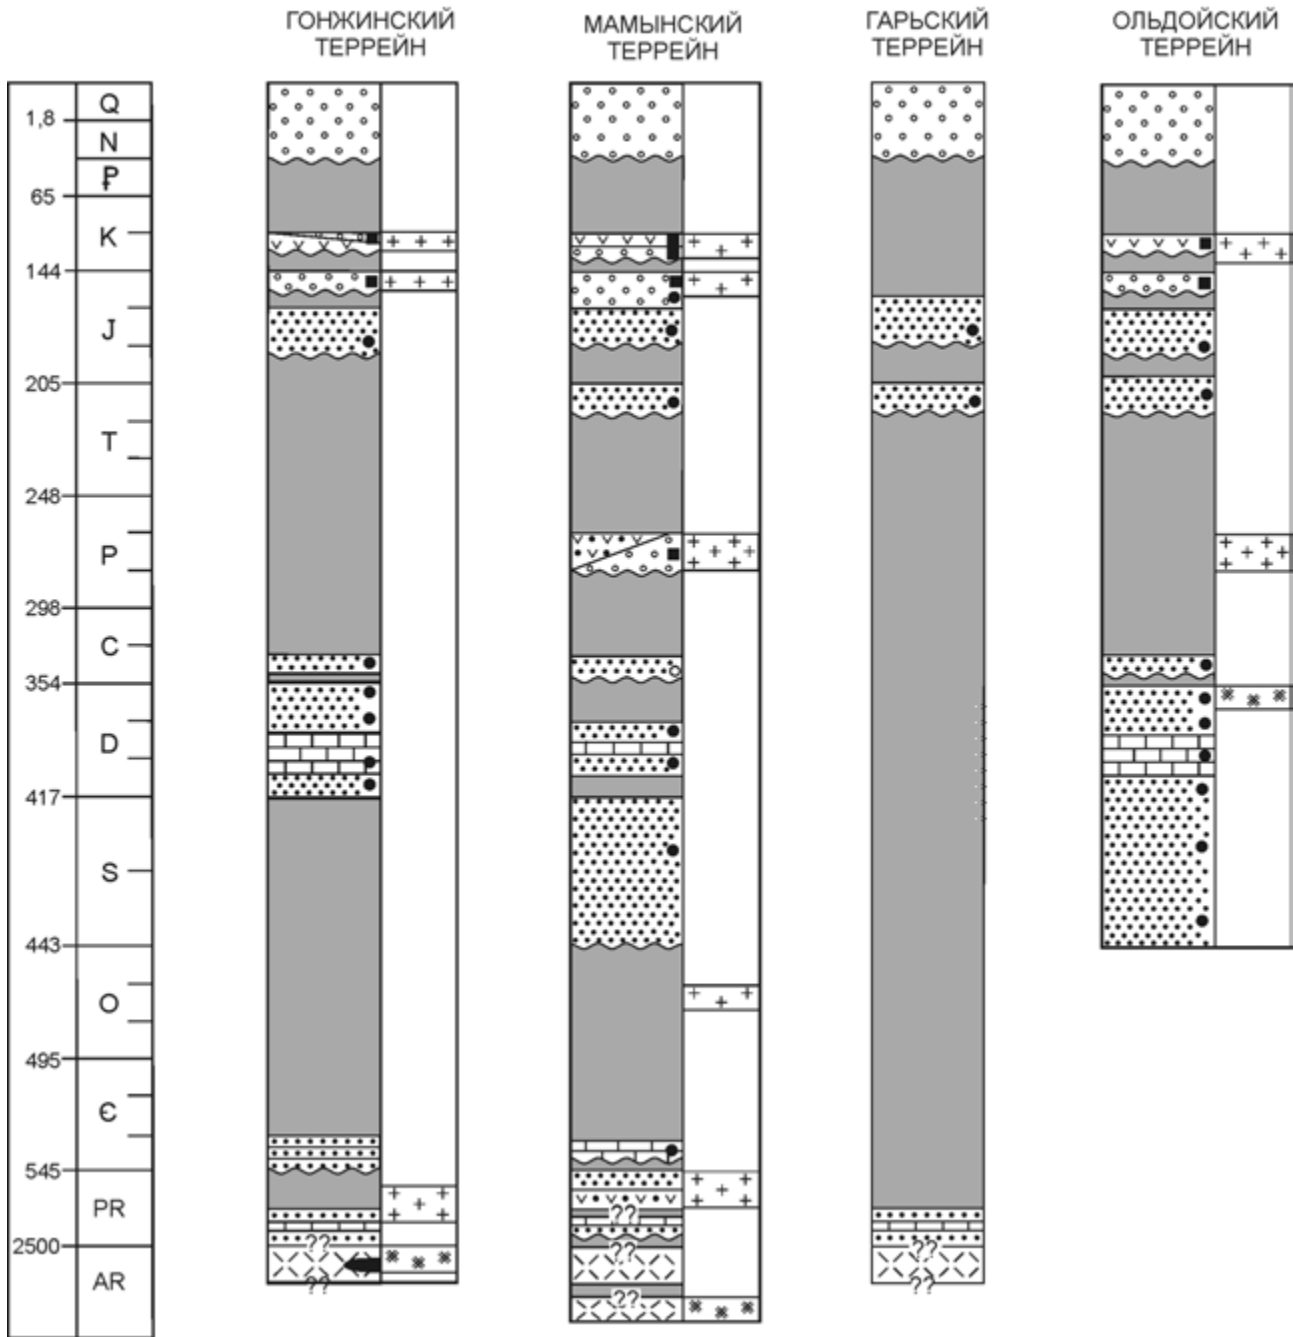 ГОНЖИНСКИЙ
ТЕРРЕЙН
МАМЫНСКИЙ
ТЕРРЕЙН
ГАРЬСКИЙ
ТЕРРЕЙН
ОЛЬДОЙСКИЙ
ТЕРРЕЙН
Q
1,8
N
₽
65
K
144
J
205
T
248
P
298
C
354
D
417
S
443
O
495
Є
545
PR
??
2500
??
??
??
AR
??
??
??